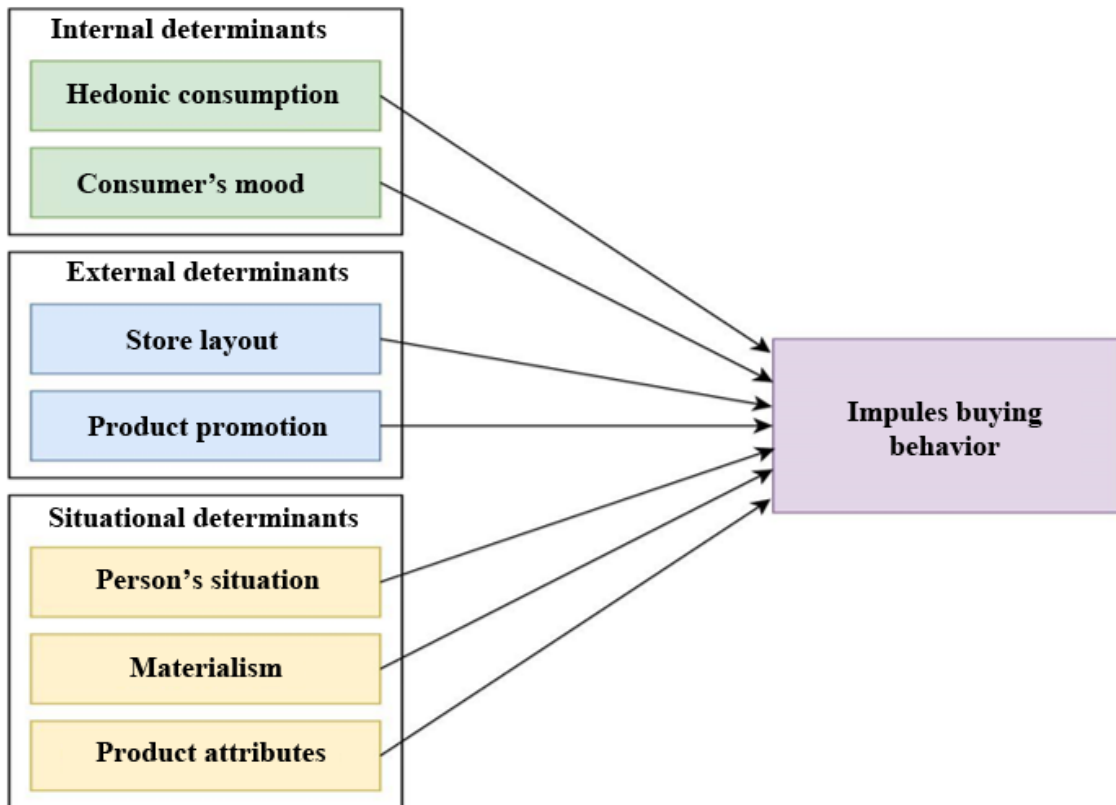 Internal determinants
Hedonic consumption
Consumer’s mood
External determinants
Store layout
Product promotion
Situational determinants
Person’s situation
Materialism
Product attributes
Impules buying
behavior